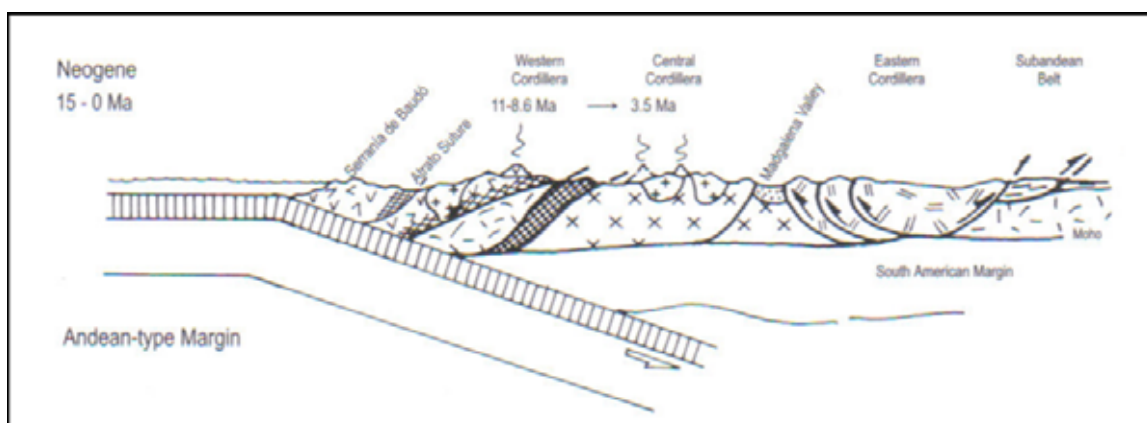 Neogene
15 - 0 Ma
Serranía de Baudó
Atrato Suture
Western
Cordillera
11-8.6 Ma
Central
Cordillera
3.5 Ma
Madgalena Valley
Eastern
Cordillera
Subandean
Belt
Moho
South American Margin
Andean-type Margin